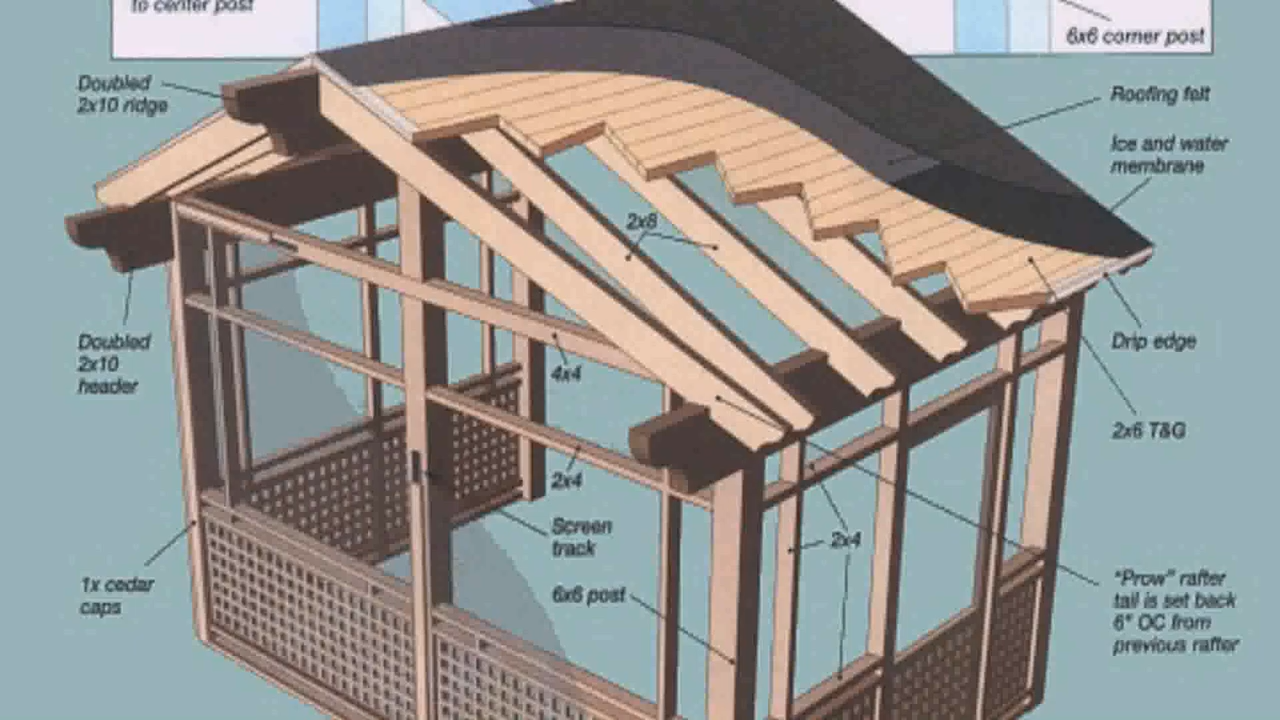 to center post
6x6 corner post
Doubled
2x10 ridge
Roofing felt
Ice and water
membrane
2x8
Doubled
2x10
header
4x4
Drip edge
2x6 T&G
2x4
Screen
track
2x4
1x cedar
caps
6x6 post
"Prow" rafter
tail is set back
6" OC from
previous rafter